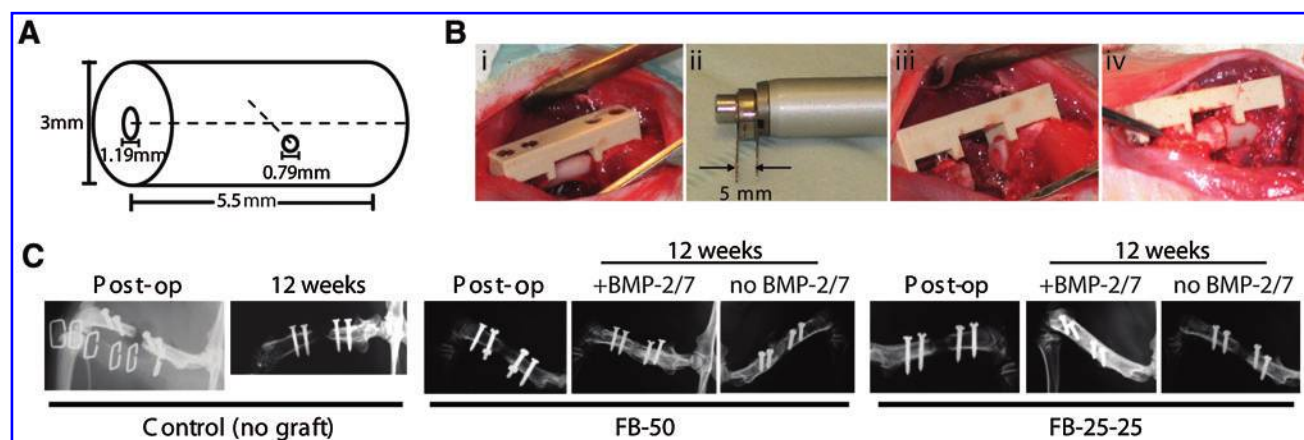 A
3mm
1.19mm
0.79mm
5.5mm
B
i
ii
iii
iv
5 mm
C
Post-op
12 weeks
Control (no graft)
12 weeks
Post-op
+BMP-2/7
no BMP-2/7
FB-50
12 weeks
Post-op
+BMP-2/7
no BMP-2/7
FB-25-25